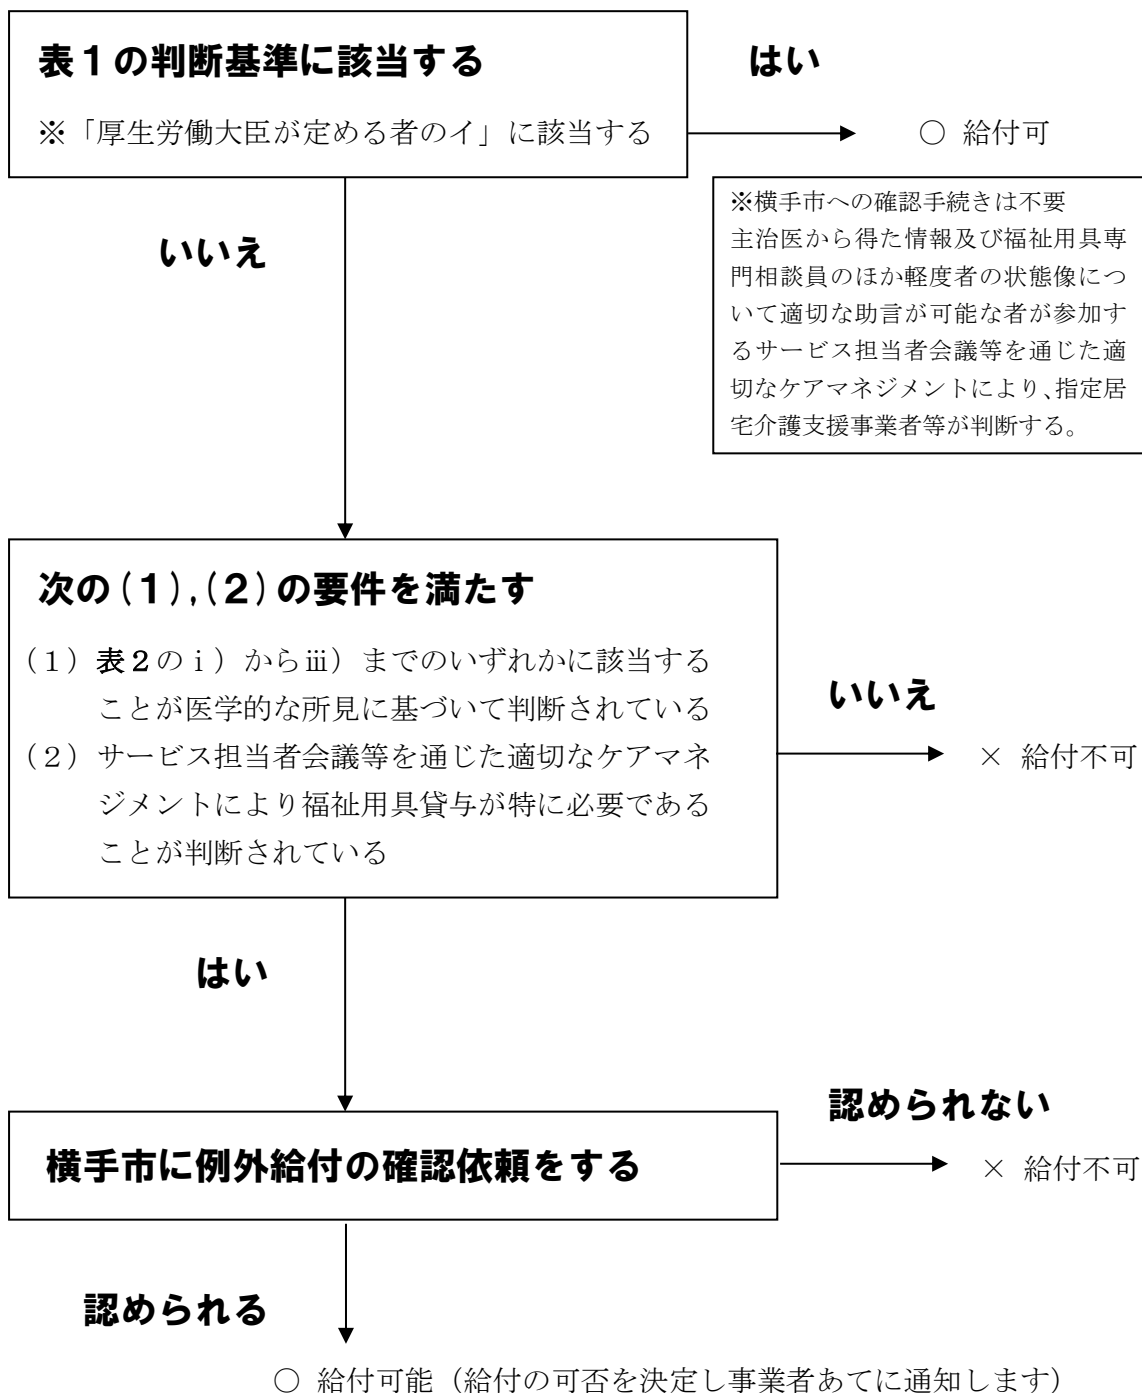 表１の判断基準に該当する
はい
※「厚生労働大臣が定める者のイ」に該当する
○ 給付可
※横手市への確認手続きは不要
主治医から得た情報及び福祉用具専
門相談員のほか軽度者の状態像につ
いて適切な助言が可能な者が参加す
るサービス担当者会議等を通じた適
切なケアマネジメントにより、指定居
宅介護支援事業者等が判断する。
いいえ
次の(１),(２)の要件を満たす
（１）表２のⅰ）からⅲ）までのいずれかに該当する
ことが医学的な所見に基づいて判断されている
（２）サービス担当者会議等を通じた適切なケアマネ
ジメントにより福祉用具貸与が特に必要である
ことが判断されている
いいえ
× 給付不可
はい
認められない
横手市に例外給付の確認依頼をする
× 給付不可
認められる
○ 給付可能（給付の可否を決定し事業者あてに通知します）